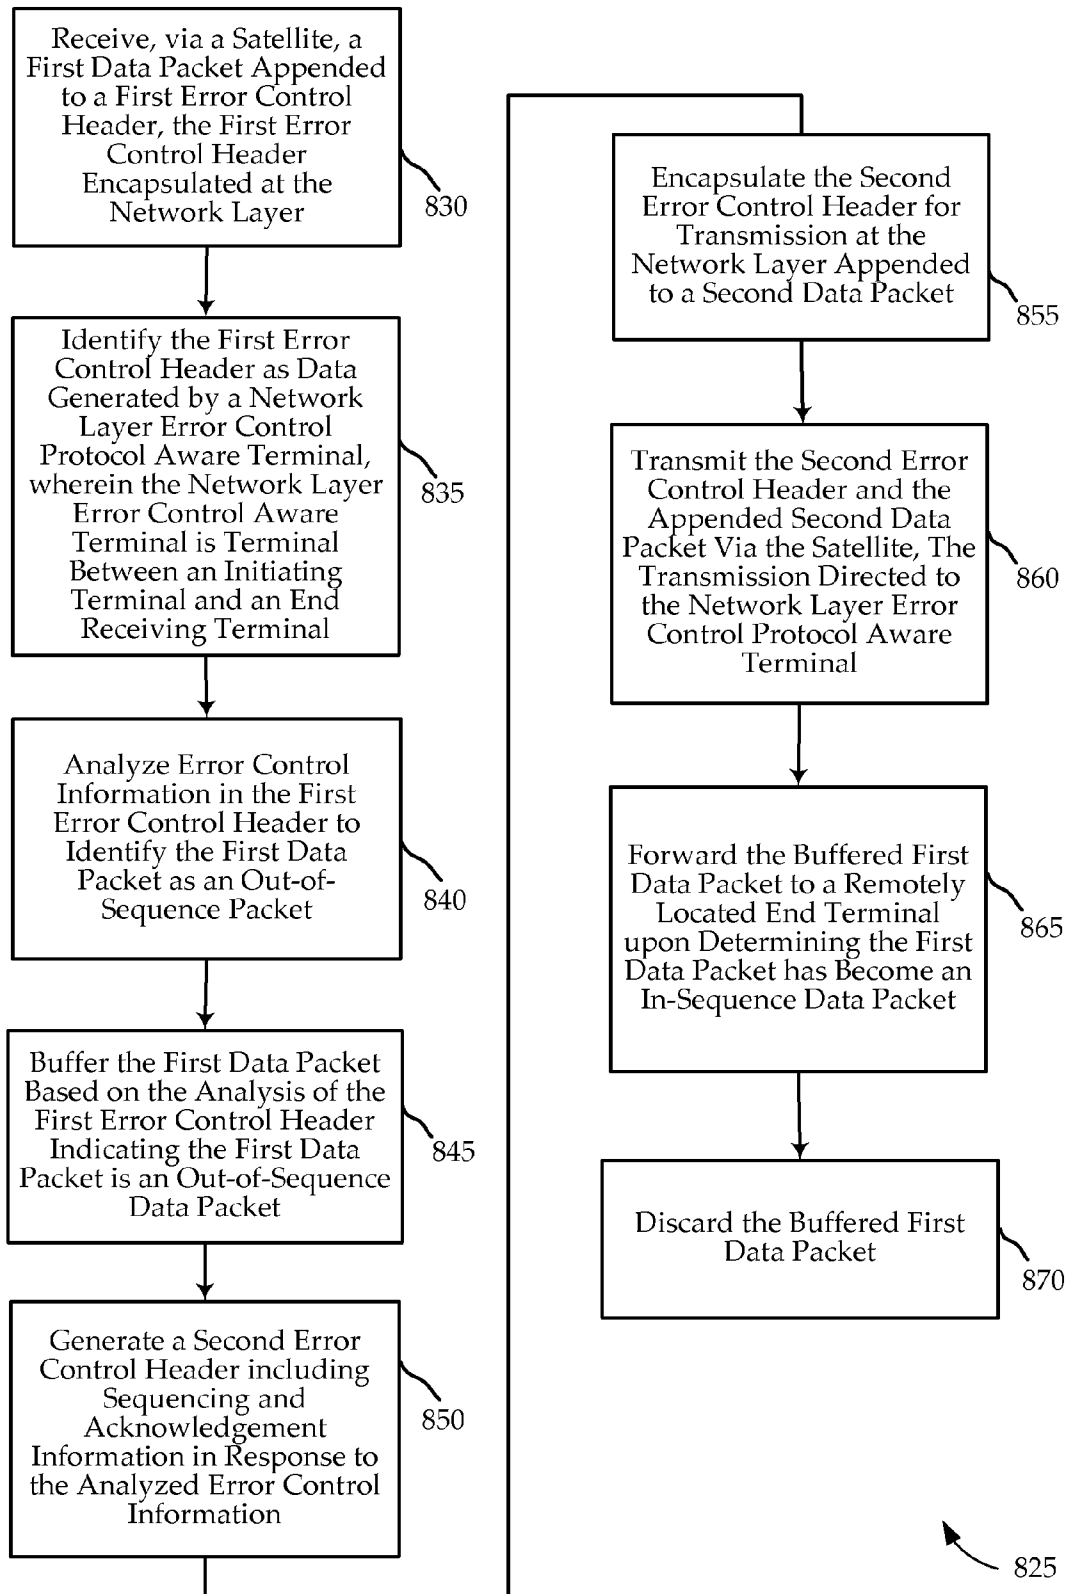 Receive, via a Satellite, a
First Data Packet Appended
to a First Error Control
Header, the First Error
Control Header
Encapsulated at the
Network Layer
830
Identify the First Error
Control Header as Data
Generated by a Network
Layer Error Control
Protocol Aware Terminal,
wherein the Network Layer
Error Control Aware
Terminal is Terminal
Between an Initiating
Terminal and an End
Receiving Terminal
835
Analyze Error Control
Information in the First
Error Control Header to
Identify the First Data
Packet as an Out-of-
Sequence Packet
840
Buffer the First Data Packet
Based on the Analysis of the
First Error Control Header
Indicating the First Data
Packet is an Out-of-Sequence
Data Packet
845
Generate a Second Error
Control Header including
Sequencing and
Acknowledgement
Information in Response to
the Analyzed Error Control
Information
850
Encapsulate the Second
Error Control Header for
Transmission at the
Network Layer Appended
to a Second Data Packet
855
Transmit the Second Error
Control Header and the
Appended Second Data
Packet Via the Satellite, The
Transmission Directed to
the Network Layer Error
Control Protocol Aware
Terminal
860
Forward the Buffered First
Data Packet to a Remotely
Located End Terminal
upon Determining the First
Data Packet has Become an
In-Sequence Data Packet
865
Discard the Buffered First
Data Packet
870
825